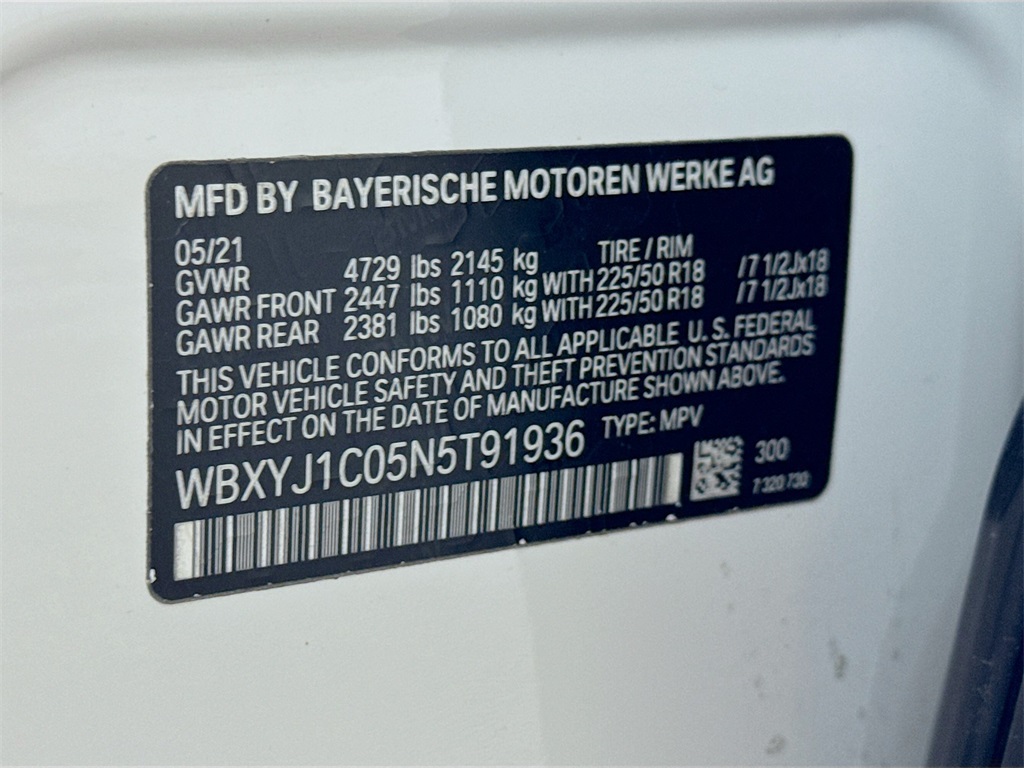 MFD BY BAYERISCHE MOTOREN WERKE AG
05/21 TIRE / RIM
GVWR 4729 lbs 2145 kg
GAWR FRONT 2447 lbs 1110 kg WITH 225/50 R18 /7 1/2Jx18
GAWR REAR 2381 lbs 1080 kg WITH 225/50 R18 /7 1/2Jx18
THIS VEHICLE CONFORMS TO ALL APPLICABLE U. S. FEDERAL
MOTOR VEHICLE SAFETY AND THEFT PREVENTION STANDARDS
IN EFFECT ON THE DATE OF MANUFACTURE SHOWN ABOVE.
WBXYJ1C05N5T91936 TYPE: MPV
300
7 320 730